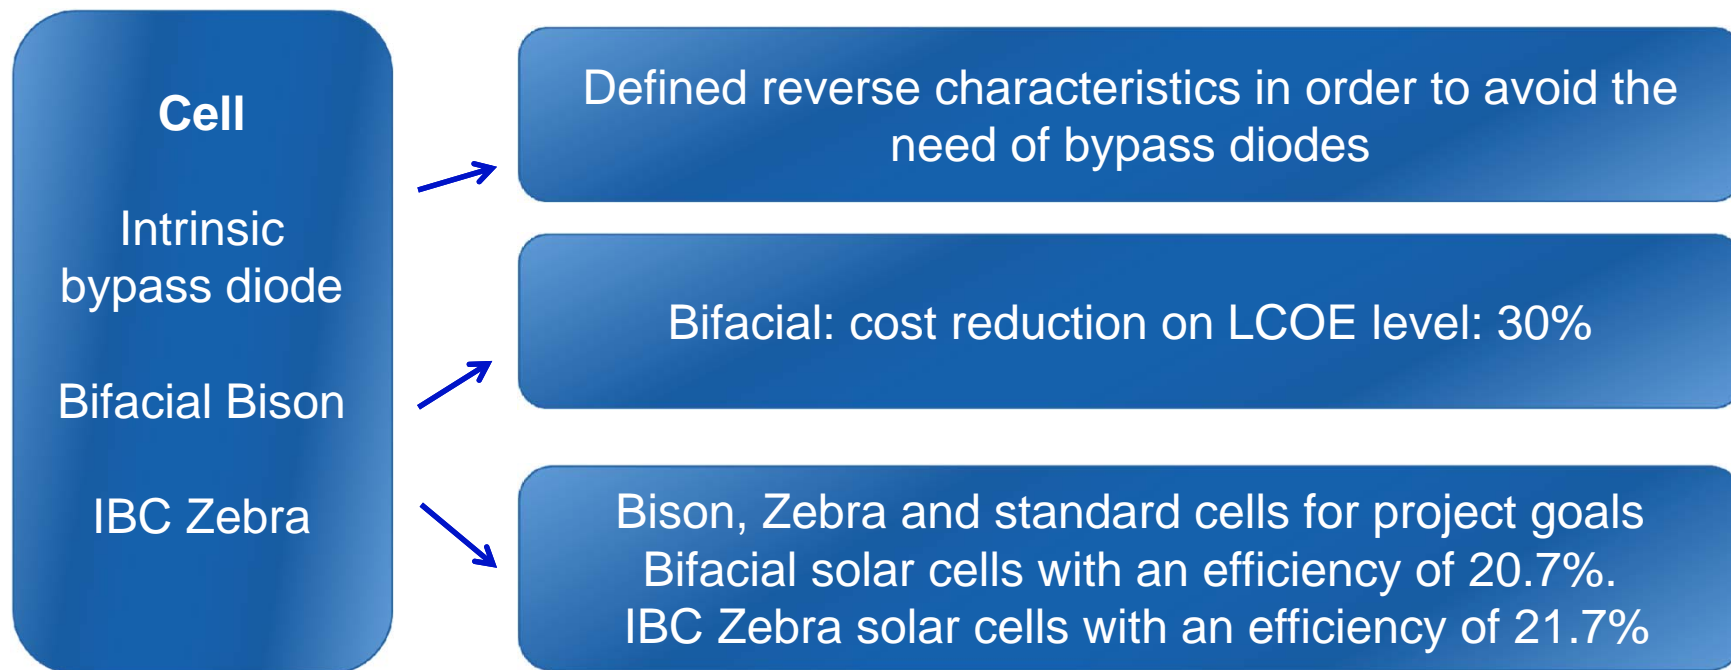 Cell
Intrinsic
bypass diode
Bifacial Bison
IBC Zebra
Defined reverse characteristics in order to avoid the
need of bypass diodes
Bifacial: cost reduction on LCOE level: 30%
Bison, Zebra and standard cells for project goals
Bifacial solar cells with an efficiency of 20.7%.
IBC Zebra solar cells with an efficiency of 21.7%